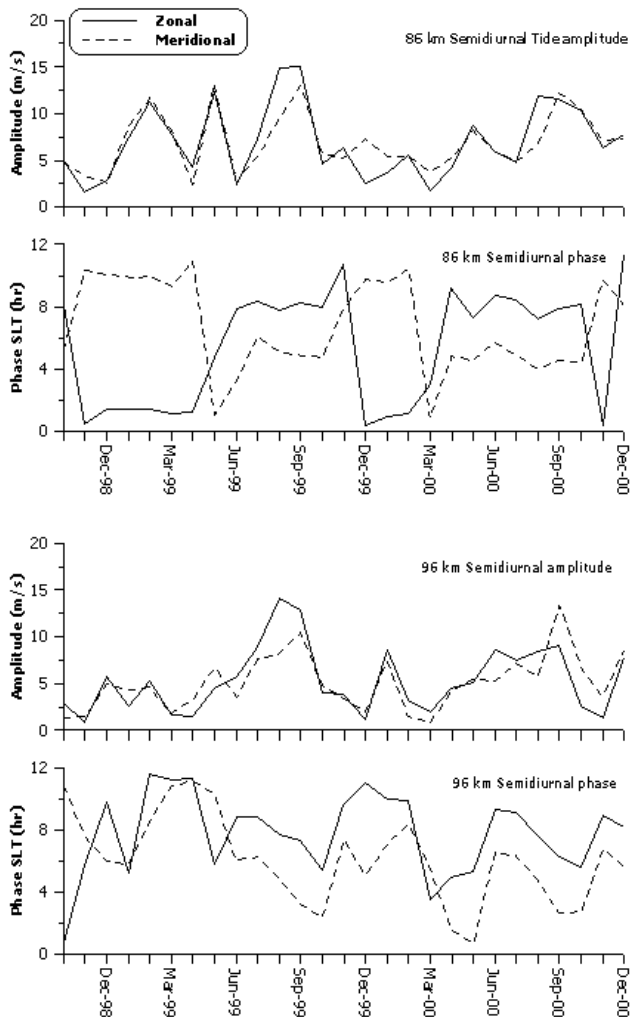 Zonal
Meridional
86 km Semidiurnal Tide amplitude
Amplitude (m/s)
20
15
10
5
0
86 km Semidiurnal phase
Phase SLT (hr)
12
8
4
0
Dec-98
Mar-99
Jun-99
Sep-99
Dec-99
Mar-00
Jun-00
Sep-00
Dec-00
96 km Semidiurnal amplitude
Amplitude (m/s)
20
15
10
5
0
96 km Semidiurnal phase
Phase SLT (hr)
12
8
4
0
Dec-98
Mar-99
Jun-99
Sep-99
Dec-99
Mar-00
Jun-00
Sep-00
Dec-00